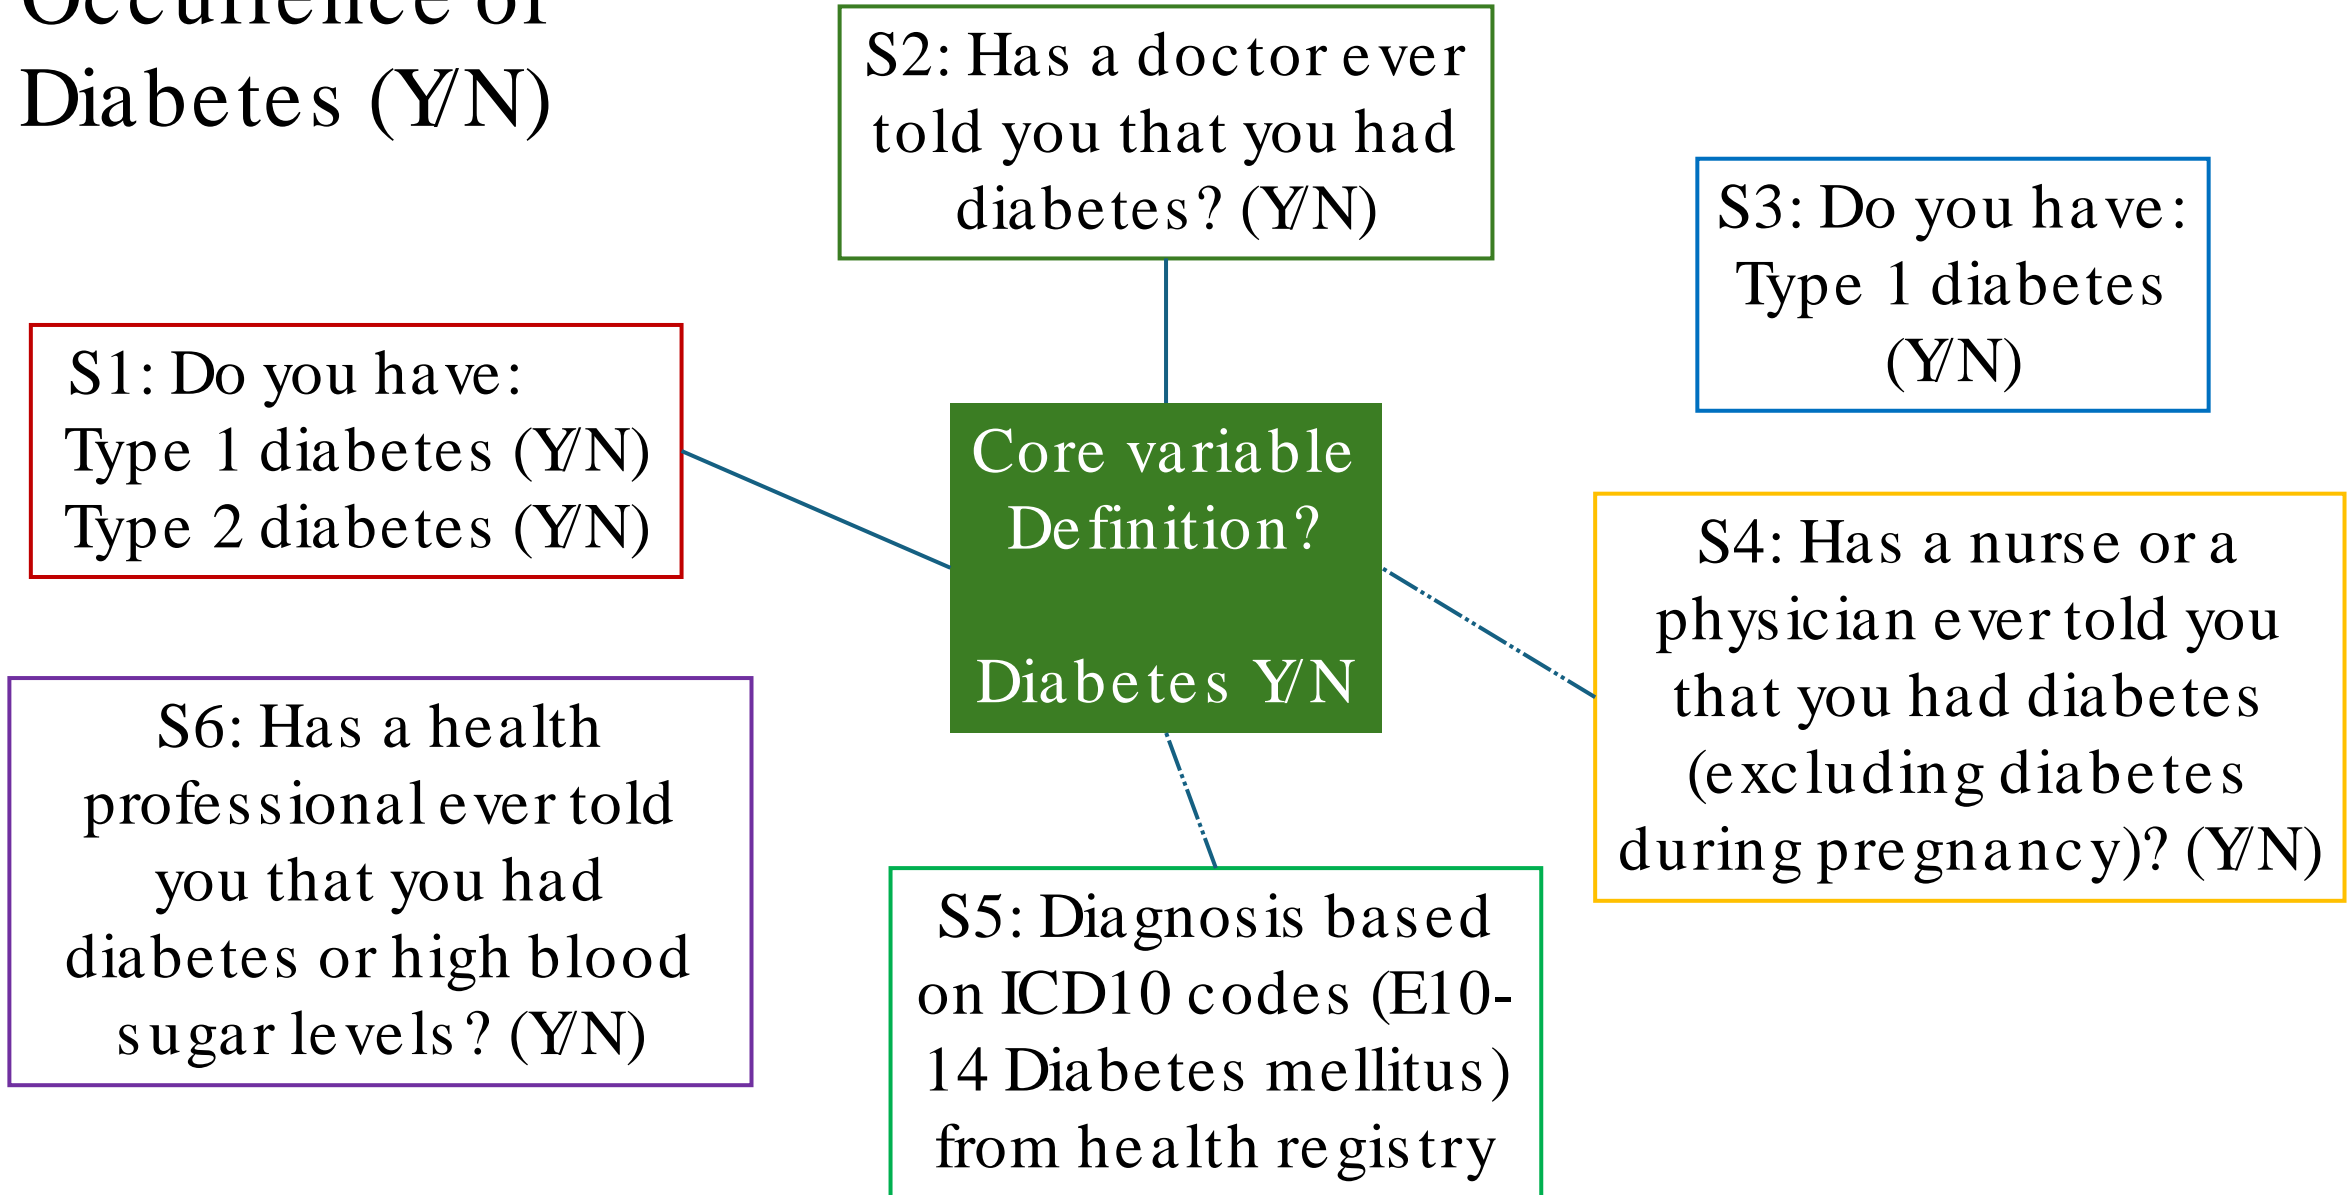 Occurrence of
Diabetes (Y/N)
S2: Has a doctor ever
told you that you had
diabetes? (Y/N)
S3: Do you have:
Type 1 diabetes
(Y/N)
S1: Do you have:
Type 1 diabetes (Y/N)
Type 2 diabetes (Y/N)
Core variable
Definition?
Diabetes Y/N
S4: Has a nurse or a
physician ever told you
that you had diabetes
(excluding diabetes
during pregnancy)? (Y/N)
S6: Has a health
professional ever told
you that you had
diabetes or high blood
sugar levels? (Y/N)
S5: Diagnosis based
on ICD10 codes (E10-
14 Diabetes mellitus)
from health registry